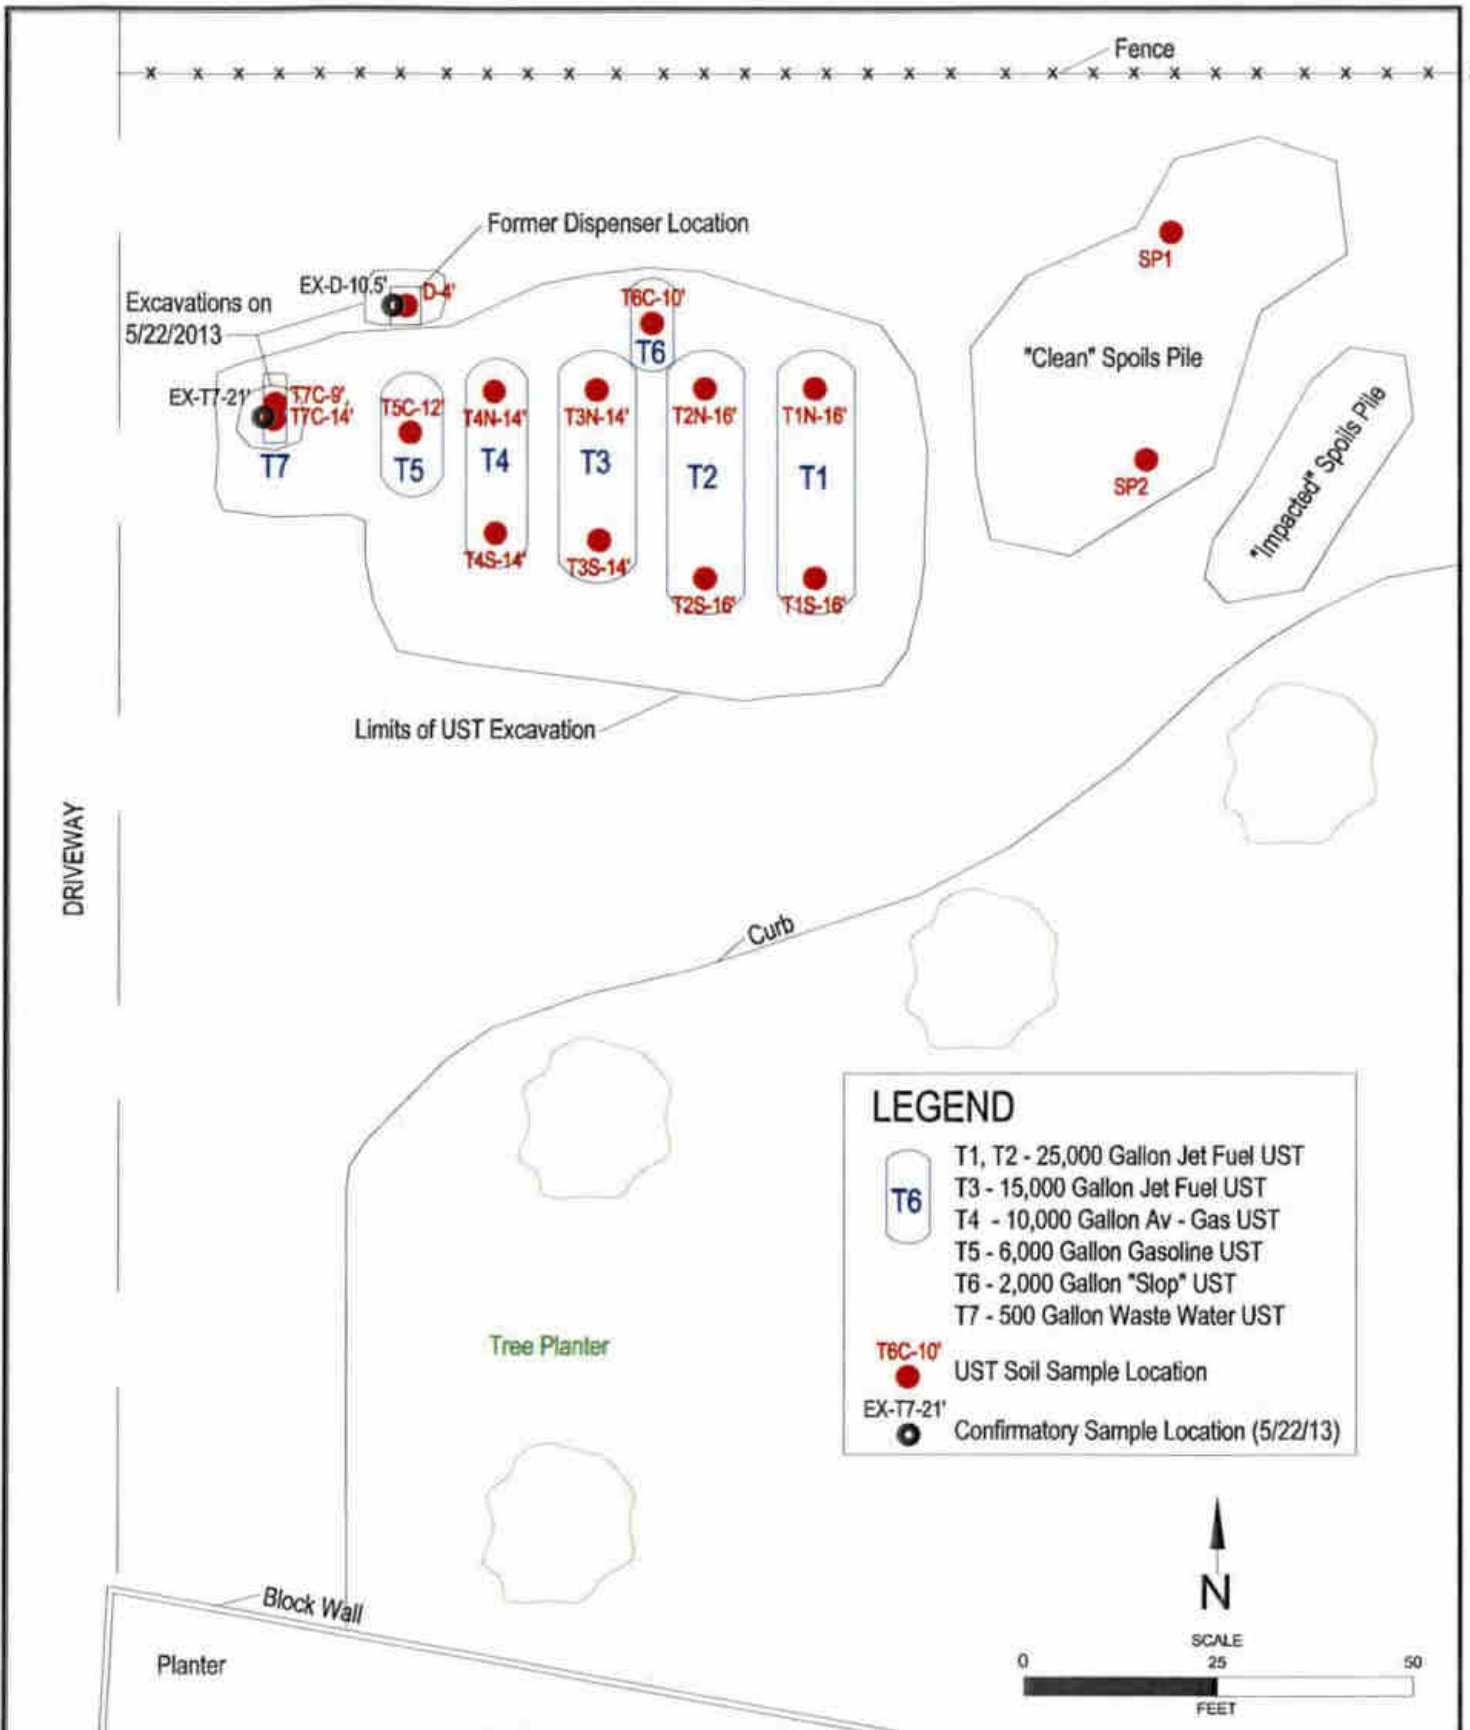 Fence
Former Dispenser Location
SP1
EX-D-10.5'
D-4'
Excavations on
5/22/2013
T6C-10'
T6
"Clean" Spoils Pile
EX-T7-21'
T7C-9',
T7C-14'
T7
T5C-12'
T5
T4N-14'
T4
T4S-14'
T3N-14'
T3
T3S-14'
T2N-16'
T2
T2S-16'
T1N-16'
T1
T1S-16'
SP2
"Impacted" Spoils Pile
Limits of UST Excavation
DRIVEWAY
Curb
LEGEND
T6
T1, T2 - 25,000 Gallon Jet Fuel UST
T3 - 15,000 Gallon Jet Fuel UST
T4 - 10,000 Gallon Av - Gas UST
T5 - 6,000 Gallon Gasoline UST
T6 - 2,000 Gallon "Slop" UST
T7 - 500 Gallon Waste Water UST
T6C-10'
UST Soil Sample Location
EX-T7-21'
Confirmatory Sample Location (5/22/13)
Tree Planter
Block Wall
Planter
N
SCALE
0 25 50
FEET